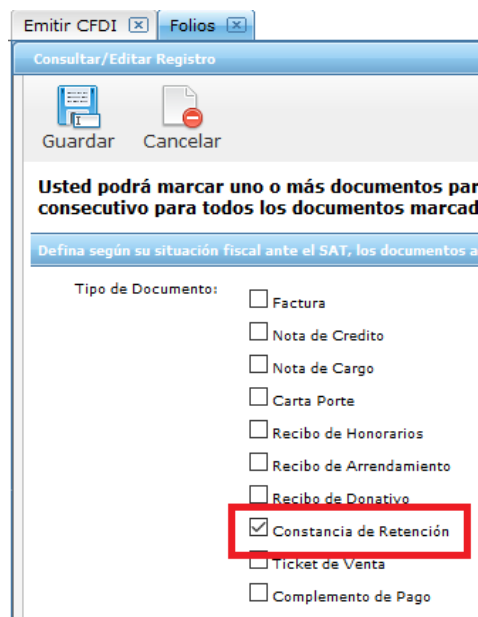 Emitir CFDI Folios
Consultar/Editar Registro
Guardar Cancelar
Usted podrá marcar uno o más documentos par
consecutivo para todos los documentos marcad
Defina según su situación fiscal ante el SAT, los documentos a
Tipo de Documento:
Factura
Nota de Credito
Nota de Cargo
Carta Porte
Recibo de Honorarios
Recibo de Arrendamiento
Recibo de Donativo
Constancia de Retención
Ticket de Venta
Complemento de Pago